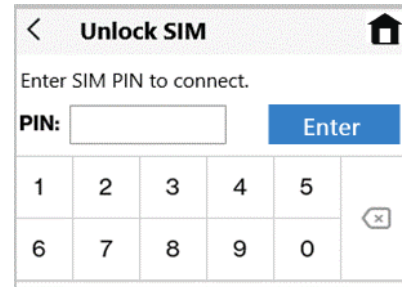 Unlock SIM
Enter SIM PIN to connect.
PIN: Enter
1 2 3 4 5
6 7 8 9 0